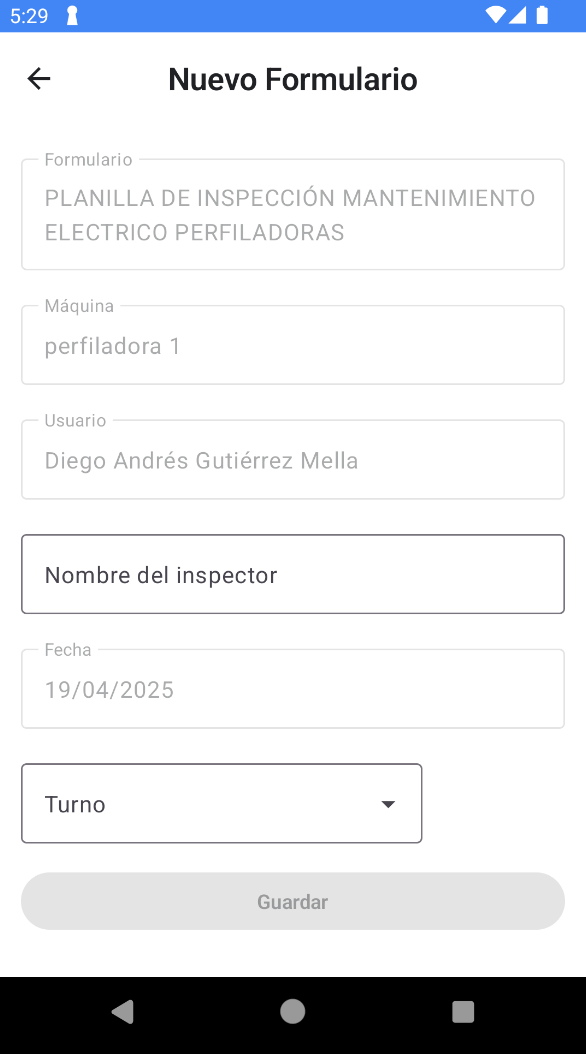 5:29
Nuevo Formulario
Formulario
PLANILLA DE INSPECCIÓN MANTENIMIENTO
ELECTRICO PERFILADORAS
Máquina
perfiladora 1
Usuario
Diego Andrés Gutiérrez Mella
Nombre del inspector
Fecha
19/04/2025
Turno
Guardar